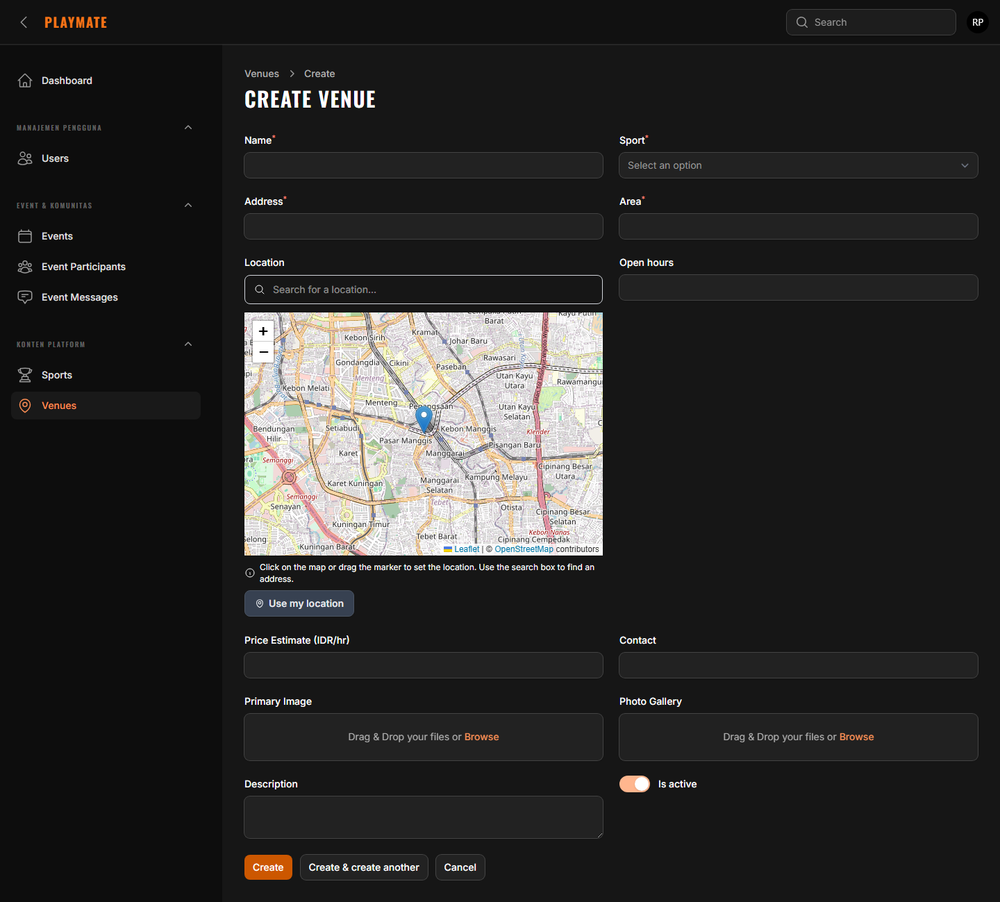 PLAYMATE
Search
RP
Dashboard
MANAJEMEN PENGGUNA
Users
EVENT & KOMUNITAS
Events
Event Participants
Event Messages
KONTEN PLATFORM
Sports
Venues
Venues > Create
CREATE VENUE
Name*
Sport*
Select an option
Address*
Area*
Location
Open hours
Search for a location...
+
−
Barat
Kramat
Kebon Sirih
Johar Baru
Rawasari
Gondangdia
Cikini
Paseban
Utan Kayu
Utara
Menteng
Kebon Melati
Menteng
Pegangsaan
Utan Kayu
Selatan
Bendungan
Hilir
Setiabudi
Kebon Manggis
Klender
Pasar Manggis
Pisangan Baru
Karet
Manggarai
Semanggi
Cipinang Besar
Utara
Karet Kuningan
Manggarai
Selatan
Kampung Melayu
Semanggi
Senayan
Tebet
Otista
Cipinang Besar
Selatan
Kuningan Timur
Tebet Barat
Kebon Nanas
Cipinang Cempedak
Kuningan Barat
Leaflet | © OpenStreetMap contributors
Click on the map or drag the marker to set the location. Use the search box to find an
address.
Use my location
Price Estimate (IDR/hr)
Contact
Primary Image
Photo Gallery
Drag & Drop your files or Browse
Drag & Drop your files or Browse
Description
Is active
Create
Create & create another
Cancel